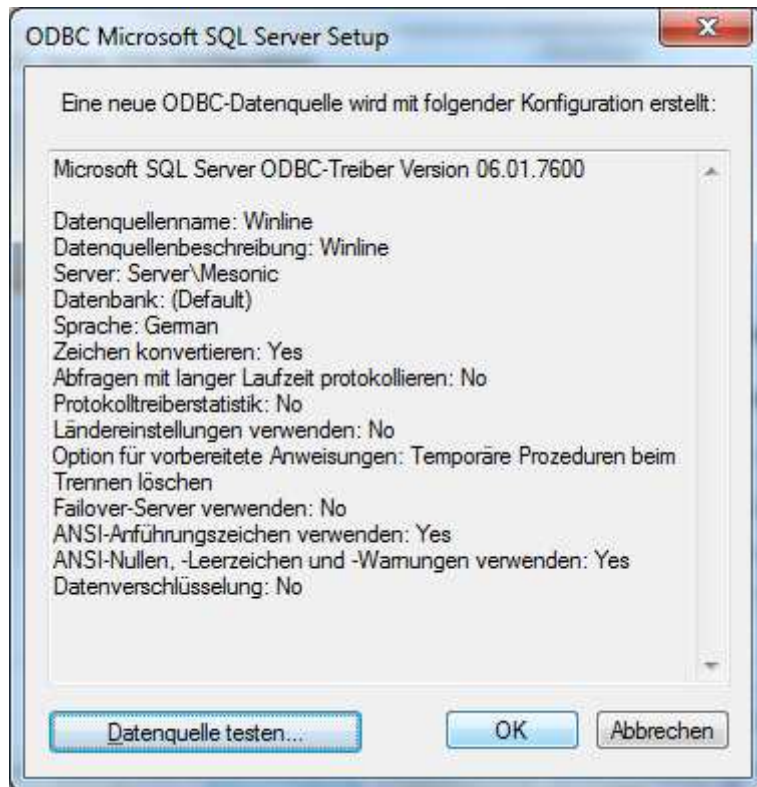 ODBC Microsoft SQL Server Setup
Eine neue ODBC-Datenquelle wird mit folgender Konfiguration erstellt:
Microsoft SQL Server ODBC-Treiber Version 06.01.7600
Datenquellenname: Winline
Datenquellenbeschreibung: Winline
Server: Server\Mesonic
Datenbank: (Default)
Sprache: German
Zeichen konvertieren: Yes
Abfragen mit langer Laufzeit protokollieren: No
Protokolltreiberstatistik: No
Ländereinstellungen verwenden: No
Option für vorbereitete Anweisungen: Temporäre Prozeduren beim
Trennen löschen
Failover-Server verwenden: No
ANSI-Anführungszeichen verwenden: Yes
ANSI-Nullen, -Leerzeichen und -Warnungen verwenden: Yes
Datenverschlüsselung: No
Datenquelle testen...
OK
Abbrechen